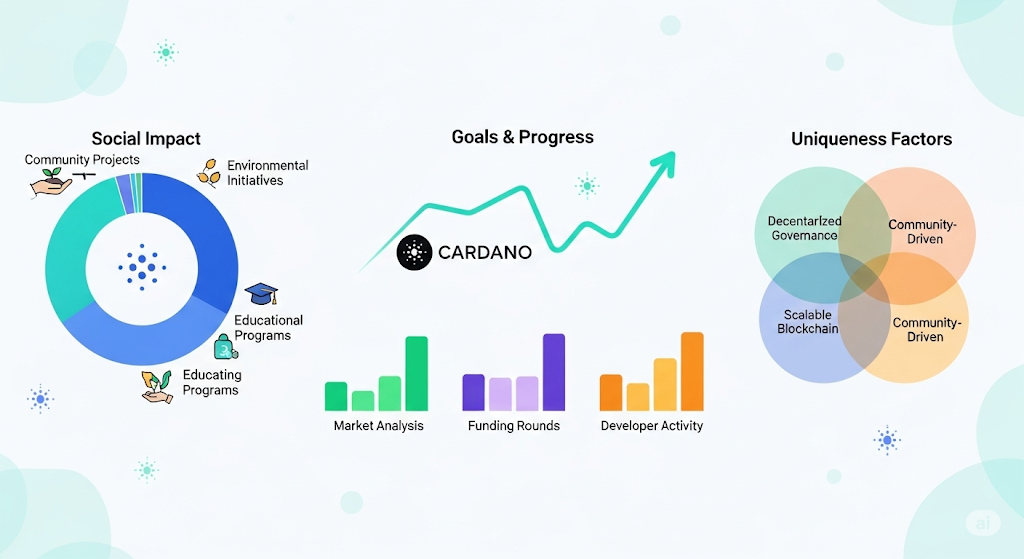 Social Impact
Community Projects
Environmental
Initiatives
Educational
Programs
Educating
Programs
Goals & Progress
CARDANO
Market Analysis
Funding Rounds
Developer Activity
Uniqueness Factors
Decentarlzed
Govemance
Community-
Driven
Scalable
Blockchain
Community-
Driven
ai